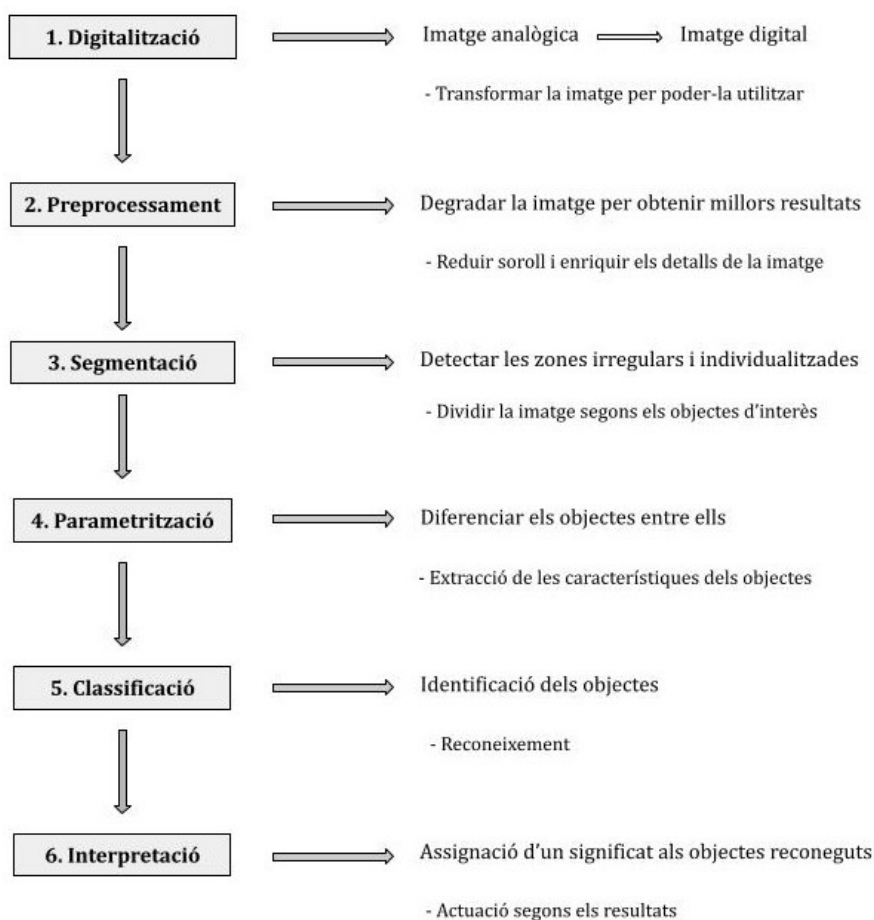 1. Digitalització
Imatge analògica
Imatge digital
- Transformar la imatge per poder-la utilitzar
2. Preprocessament
Degradar la imatge per obtenir millors resultats
- Reduir soroll i enriquir els detalls de la imatge
3. Segmentació
Detectar les zones irregulars i individualitzades
- Dividir la imatge segons els objectes d'interès
4. Parametrització
Diferenciar els objectes entre ells
- Extracció de les característiques dels objectes
5. Classificació
Identificació dels objectes
- Reconeixement
6. Interpretació
Assignació d'un significat als objectes reconeguts
- Actuació segons els resultats